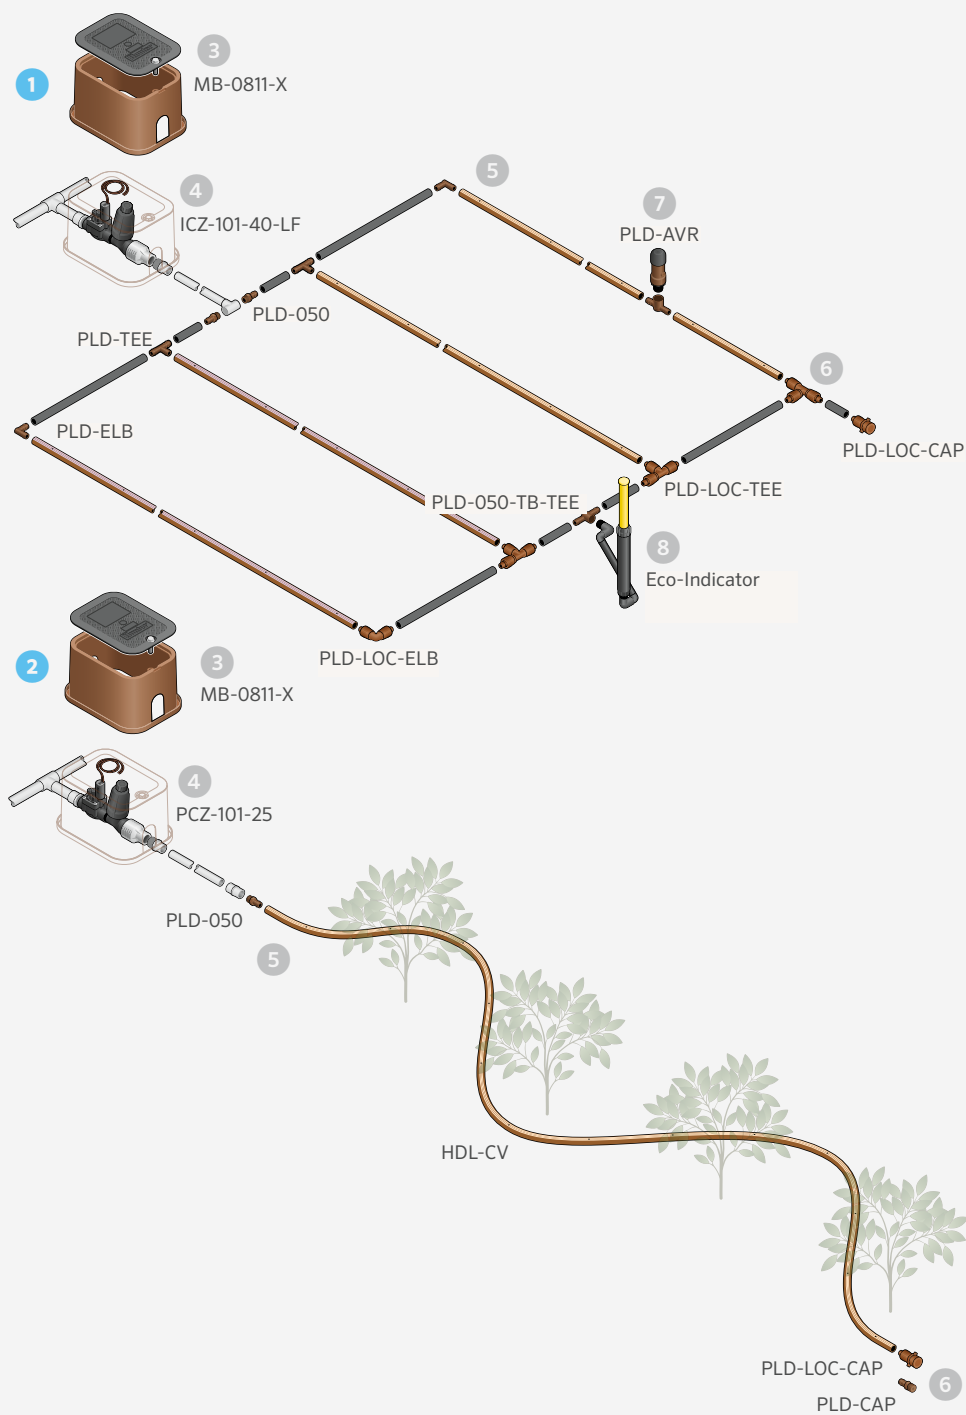 1
3
MB-0811-X
4
ICZ-101-40-LF
5
7
PLD-AVR
PLD-050
PLD-TEE
PLD-ELB
6
PLD-LOC-CAP
PLD-LOC-TEE
PLD-050-TB-TEE
8
Eco-Indicator
PLD-LOC-ELB
2
3
MB-0811-X
4
PCZ-101-25
PLD-050
5
HDL-CV
PLD-LOC-CAP
6
PLD-CAP